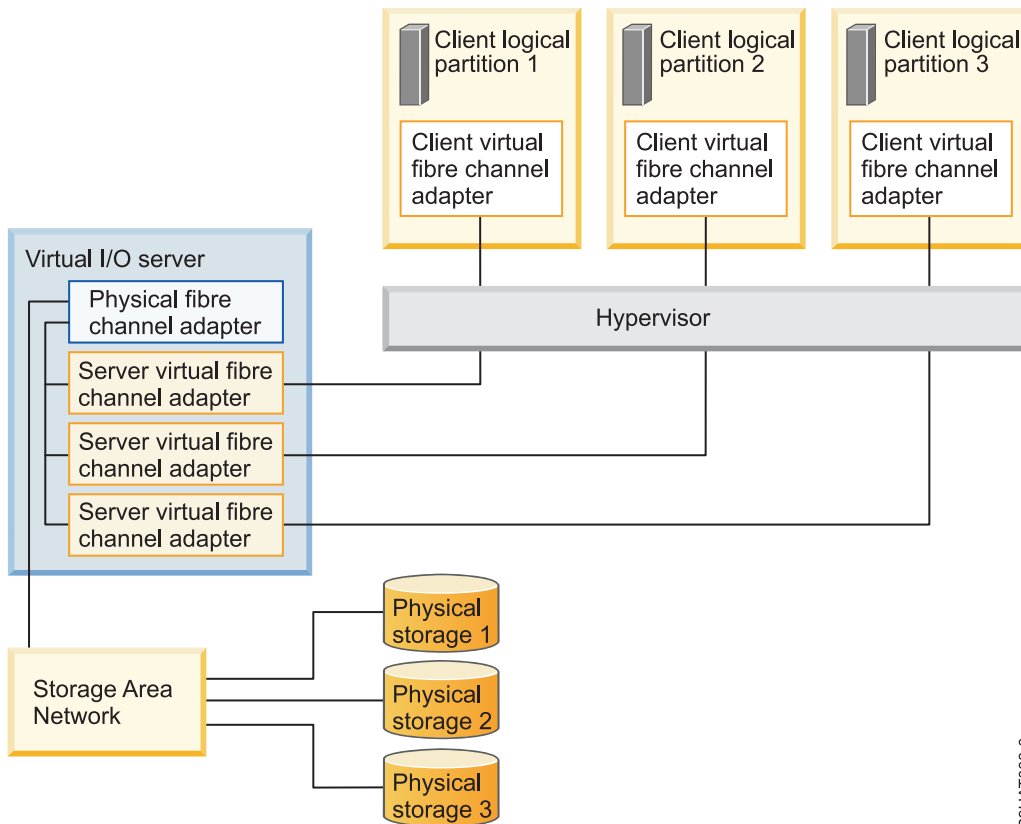 Client logical
partition 1
Client logical
partition 2
Client logical
partition 3
Client virtual
fibre channel
adapter
Client virtual
fibre channel
adapter
Client virtual
fibre channel
adapter
Virtual I/O server
Physical fibre
channel adapter
Hypervisor
Server virtual fibre
channel adapter
Server virtual fibre
channel adapter
Server virtual fibre
channel adapter
Physical
storage 1
Storage Area
Network
Physical
storage 2
Physical
storage 3